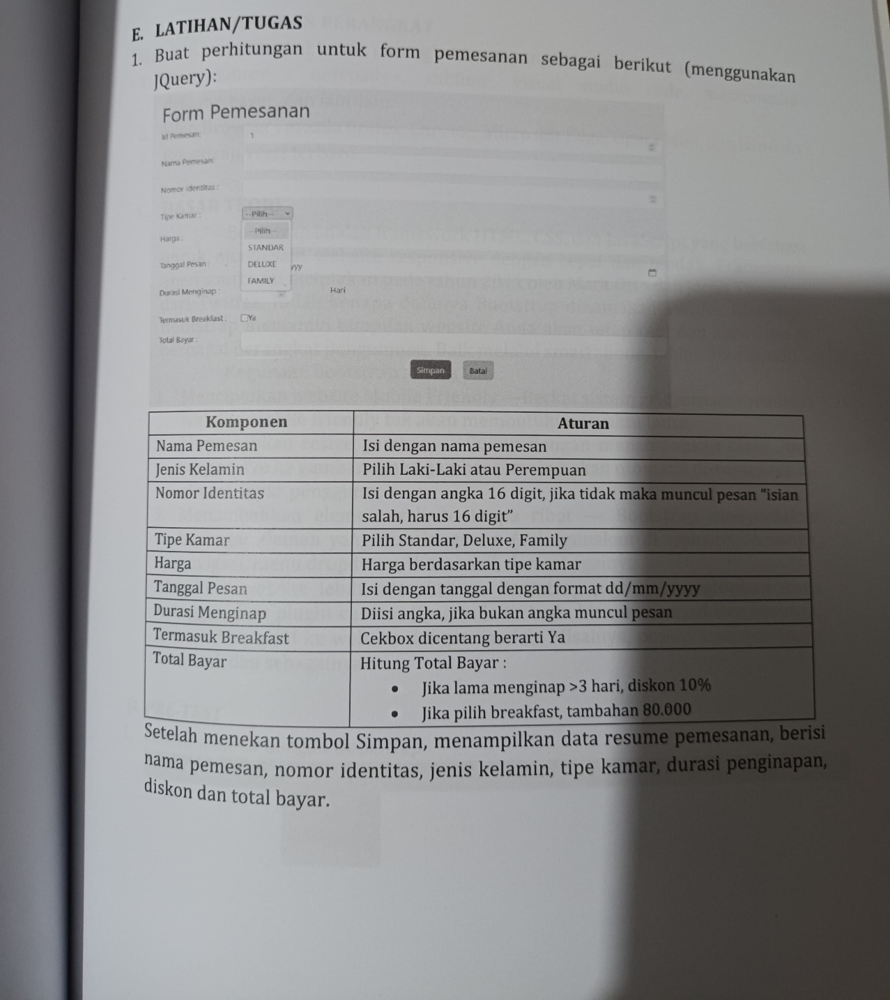 E. LATIHAN/TUGAS
1. Buat perhitungan untuk form pemesanan sebagai berikut (menggunakan
JQuery):
Form Pemesanan
Id Pemesan: 1
Nama Pemesan:
Nomor identitas :
Tipe Kamar : --Pilih--
--Pilih--
Harga :
STANDAR
Tanggal Pesan : DELUXE yyy
FAMILY
Durasi Menginap : Hari
Termasuk Breakfast : Ya
Total Bayar :
Simpan Batal
Komponen Aturan
Nama Pemesan Isi dengan nama pemesan
Jenis Kelamin Pilih Laki-Laki atau Perempuan
Nomor Identitas Isi dengan angka 16 digit, jika tidak maka muncul pesan “isian
salah, harus 16 digit”
Tipe Kamar Pilih Standar, Deluxe, Family
Harga Harga berdasarkan tipe kamar
Tanggal Pesan Isi dengan tanggal dengan format dd/mm/yyyy
Durasi Menginap Diisi angka, jika bukan angka muncul pesan
Termasuk Breakfast Cekbox dicentang berarti Ya
Total Bayar Hitung Total Bayar :
• Jika lama menginap >3 hari, diskon 10%
• Jika pilih breakfast, tambahan 80.000
Setelah menekan tombol Simpan, menampilkan data resume pemesanan, berisi
nama pemesan, nomor identitas, jenis kelamin, tipe kamar, durasi penginapan,
diskon dan total bayar.